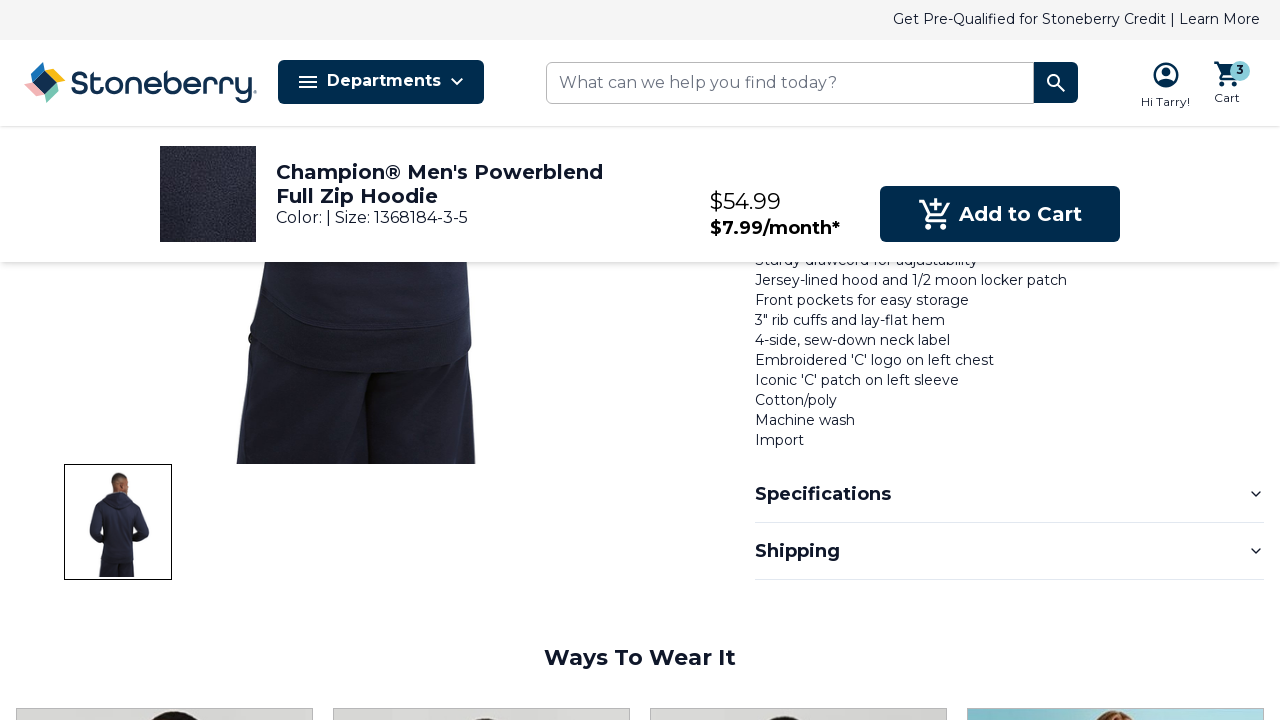 Get Pre-Qualified for Stoneberry Credit | Learn More
Stoneberry
Departments
What can we help you find today?
Hi Tarry!
3
Cart
Champion® Men's Powerblend
Full Zip Hoodie
Color: | Size: 1368184-3-5
$54.99
$7.99/month*
Add to Cart
Sturdy drawcord for adjustability
Jersey-lined hood and 1/2 moon locker patch
Front pockets for easy storage
3" rib cuffs and lay-flat hem
4-side, sew-down neck label
Embroidered 'C' logo on left chest
Iconic 'C' patch on left sleeve
Cotton/poly
Machine wash
Import
Specifications
Shipping
Ways To Wear It